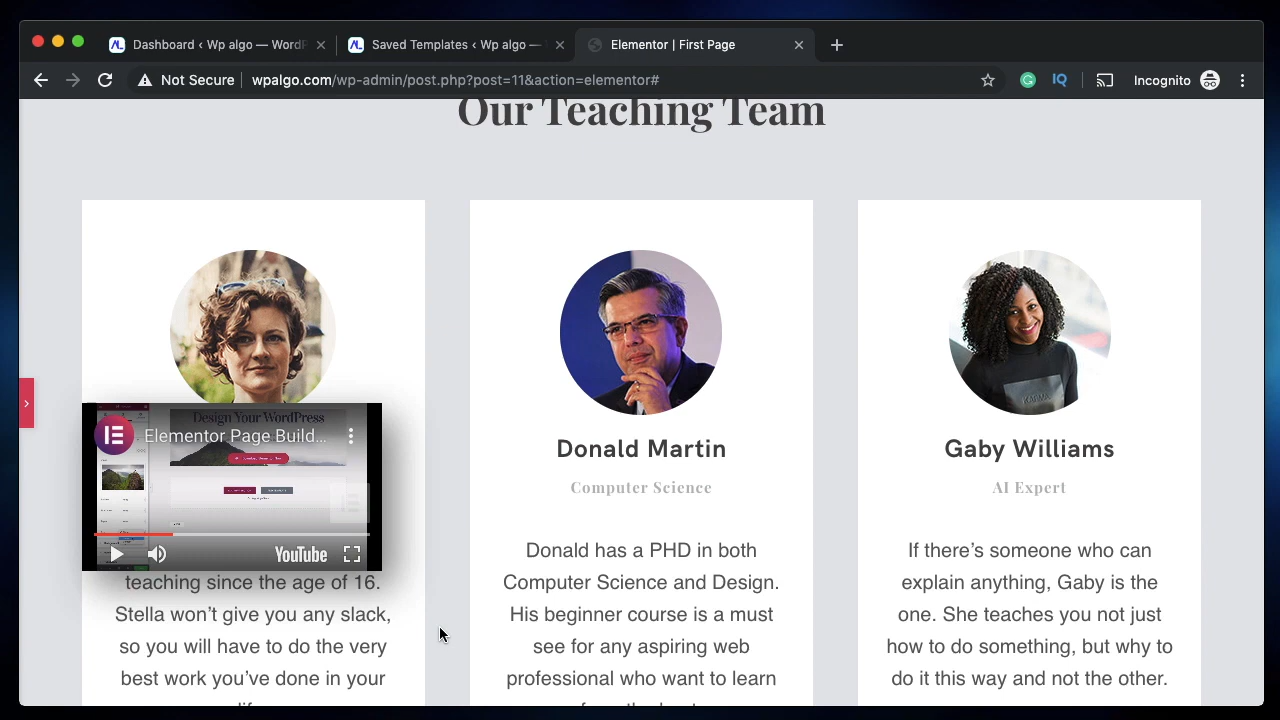 Dashboard ‹ Wp algo — WordP
Saved Templates ‹ Wp algo —
Elementor | First Page
Not Secure
wpalgo.com/wp-admin/post.php?post=11&action=elementor#
IQ
Incognito
Our Teaching Team
Design Your WordPress
Elementor Page Build...
YouTube
teaching since the age of 16.
Stella won’t give you any slack,
so you will have to do the very
best work you’ve done in your
Donald Martin
Computer Science
Donald has a PHD in both
Computer Science and Design.
His beginner course is a must
see for any aspiring web
professional who want to learn
Gaby Williams
AI Expert
If there’s someone who can
explain anything, Gaby is the
one. She teaches you not just
how to do something, but why to
do it this way and not the other.